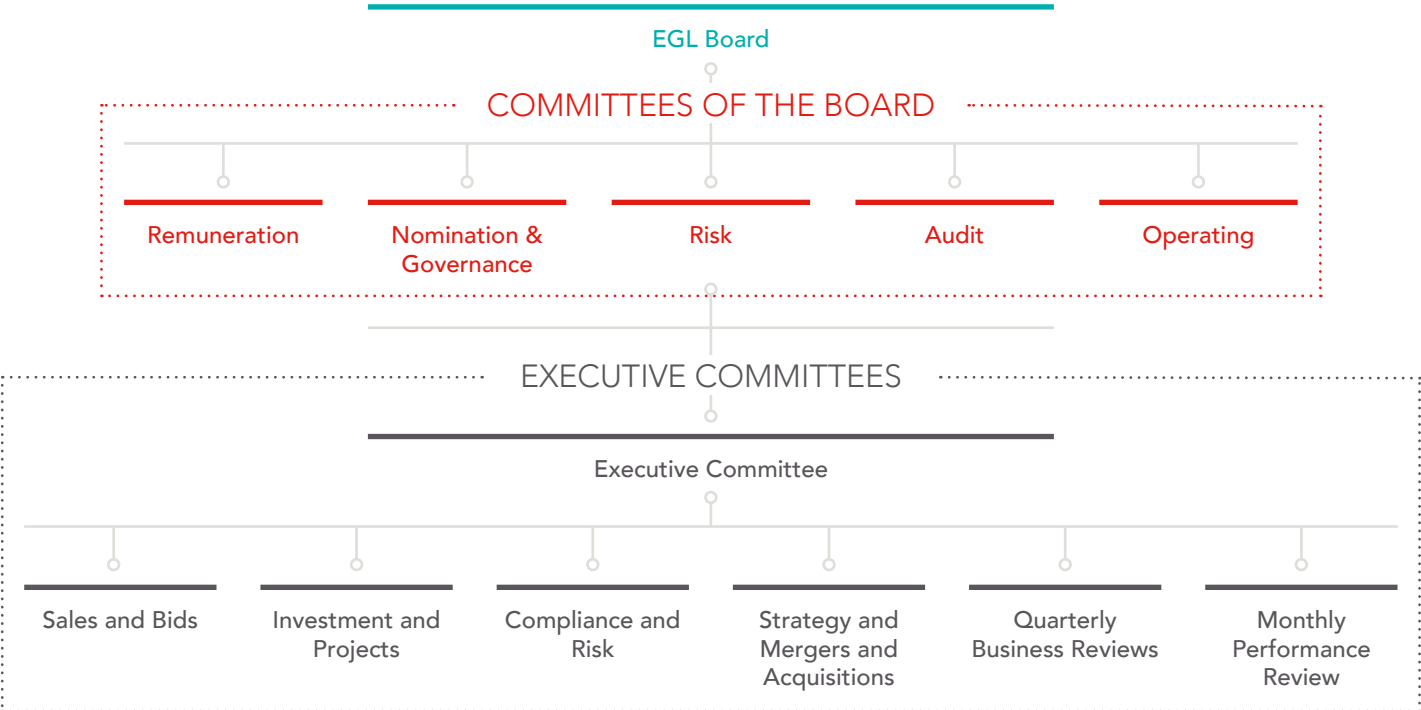 EGL Board
COMMITTEES OF THE BOARD
Remuneration
Nomination &
Governance
Risk
Audit
Operating
EXECUTIVE COMMITTEES
Executive Committee
Sales and Bids
Investment and
Projects
Compliance and
Risk
Strategy and
Mergers and
Acquisitions
Quarterly
Business Reviews
Monthly
Performance
Review